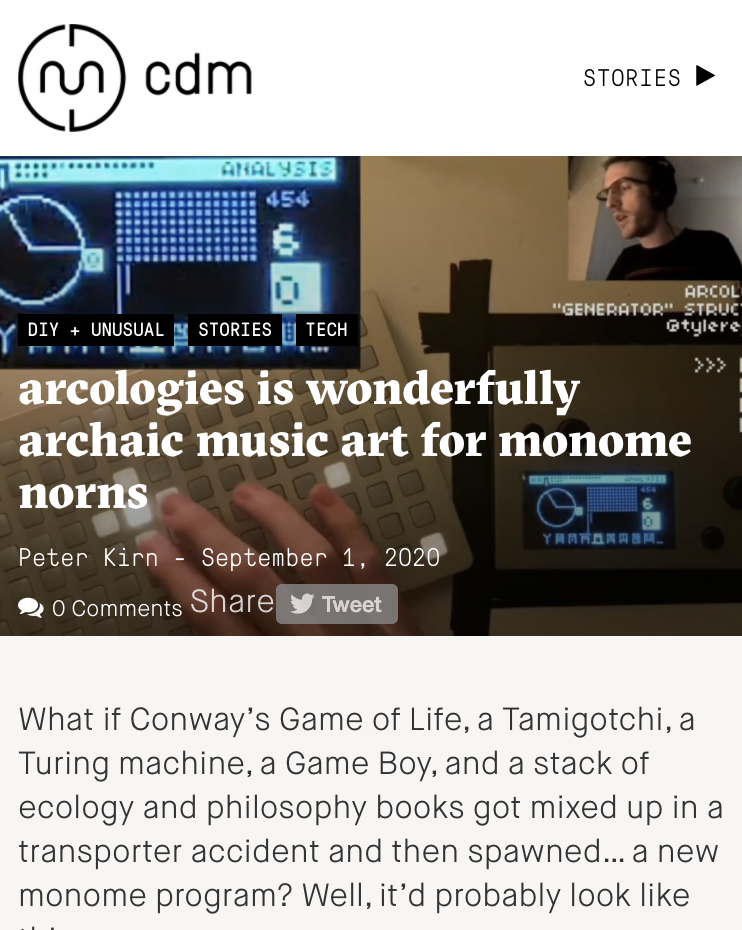 cdm
STORIES
ANALYSIS
454
6
0
ARCOL
"GENERATOR" STRUC
@tylere
>>>
DIY + UNUSUAL
STORIES
TECH
arcologies is wonderfully
archaic music art for monome
norns
454
6
0
Peter Kirn - September 1, 2020
0 Comments
Share
Tweet
What if Conway's Game of Life, a Tamigotchi, a
Turing machine, a Game Boy, and a stack of
ecology and philosophy books got mixed up in a
transporter accident and then spawned... a new
monome program? Well, it'd probably look like